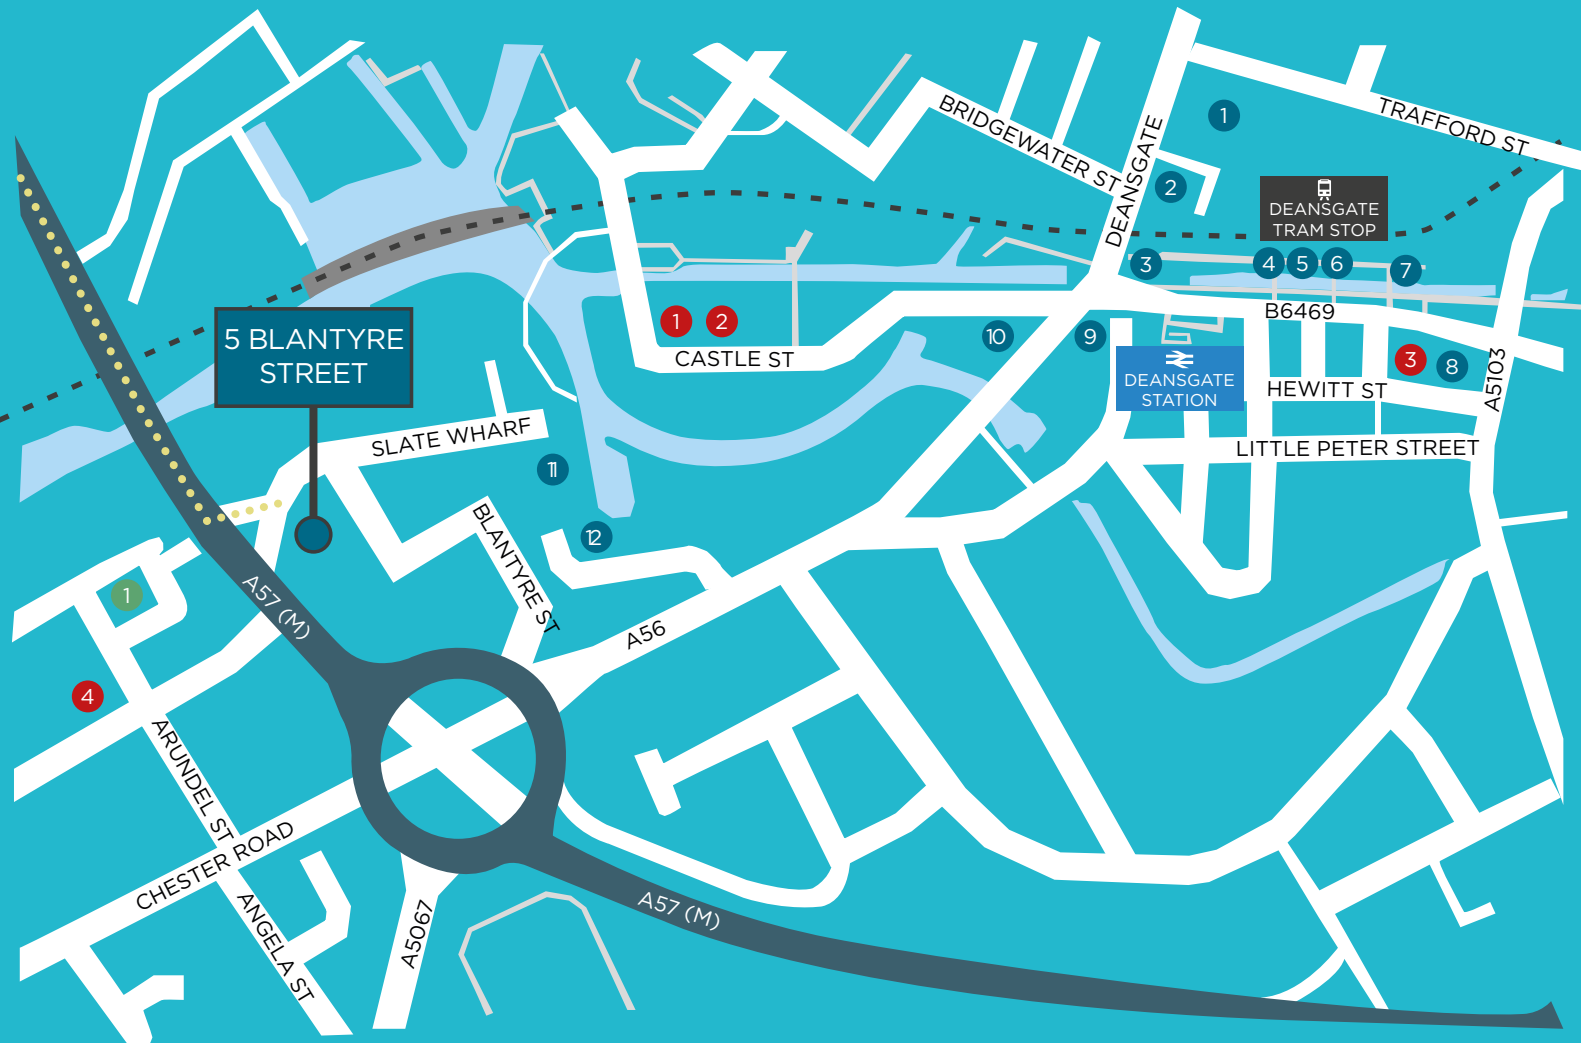 BRIDGEWATER ST
DEANSGATE
1
TRAFFORD ST
2
DEANSGATE
TRAM STOP
3
4
5
6
7
1
2
CASTLE ST
10
9
B6469
5 BLANTYRE
STREET
DEANSGATE
STATION
HEWITT ST
3
8
A5103
SLATE WHARF
LITTLE PETER STREET
11
BLANTYRE ST
12
1
A57 (M)
A56
4
ARUNDEL ST
CHESTER ROAD
ANGELA ST
A5067
A57 (M)